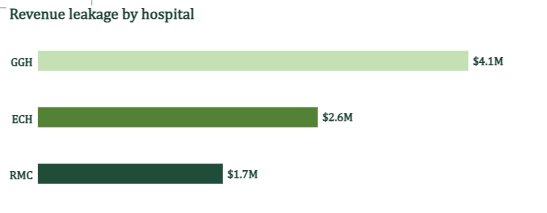 Revenue leakage by hospital
GGH $4.1M
ECH $2.6M
RMC $1.7M